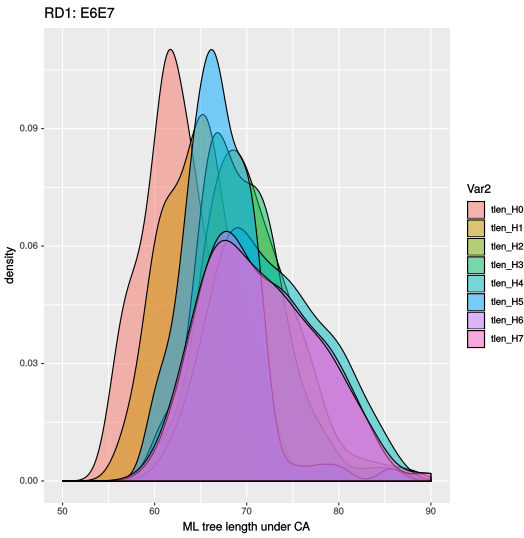 RD1: E6E7
density
0.09
0.06
0.03
0.00
50
60
70
80
90
ML tree length under CA
Var2
tlen_H0
tlen_H1
tlen_H2
tlen_H3
tlen_H4
tlen_H5
tlen_H6
tlen_H7